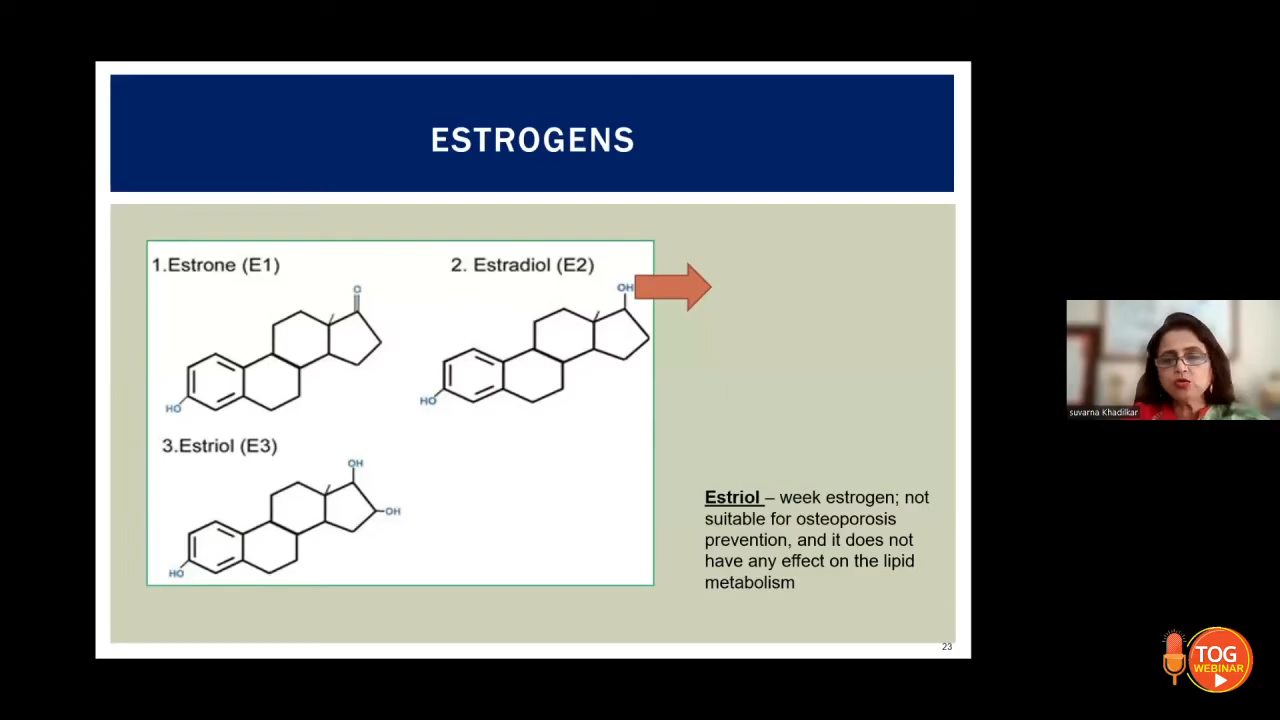 ESTROGENS
1.Estrone (E1)
O
HO
2. Estradiol (E2)
OH
HO
3.Estriol (E3)
OH
OH
HO
Estriol – week estrogen; not
suitable for osteoporosis
prevention, and it does not
have any effect on the lipid
metabolism
23
suvarna Khadilkar
TOG
WEBINAR